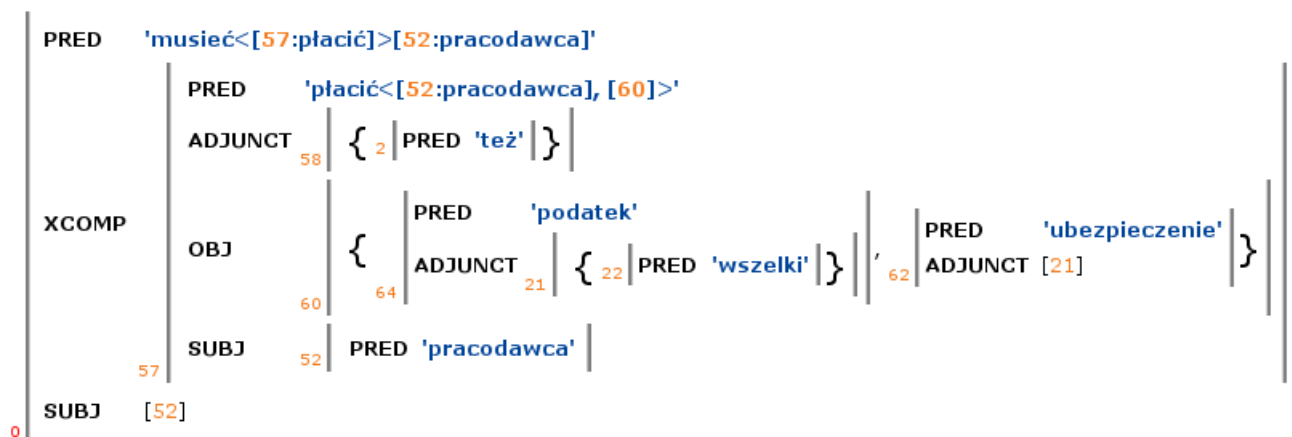 PRED 'musieć<[57:płacić]>[52:pracodawca]'
PRED 'płacić<[52:pracodawca], [60]>'
ADJUNCT 58 { 2 PRED 'też' }
XCOMP
OBJ
{
PRED 'podatek'
ADJUNCT 21 { 22 PRED 'wszelki' }
64
,
62
PRED 'ubezpieczenie'
ADJUNCT [21]
}
60
SUBJ 52 PRED 'pracodawca'
57
SUBJ [52]
0